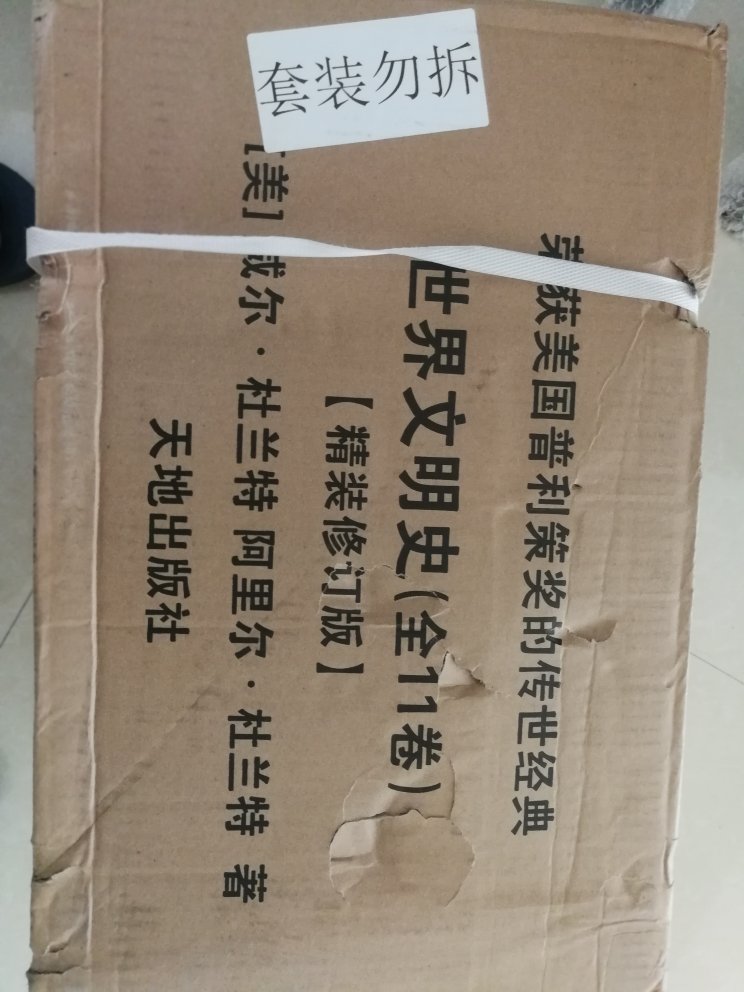 套装勿拆
荣获美国普利策奖的传世经典
世界文明史(全11卷)
【精装修订版】
[美]威尔·杜兰特 阿里尔·杜兰特 著
天地出版社